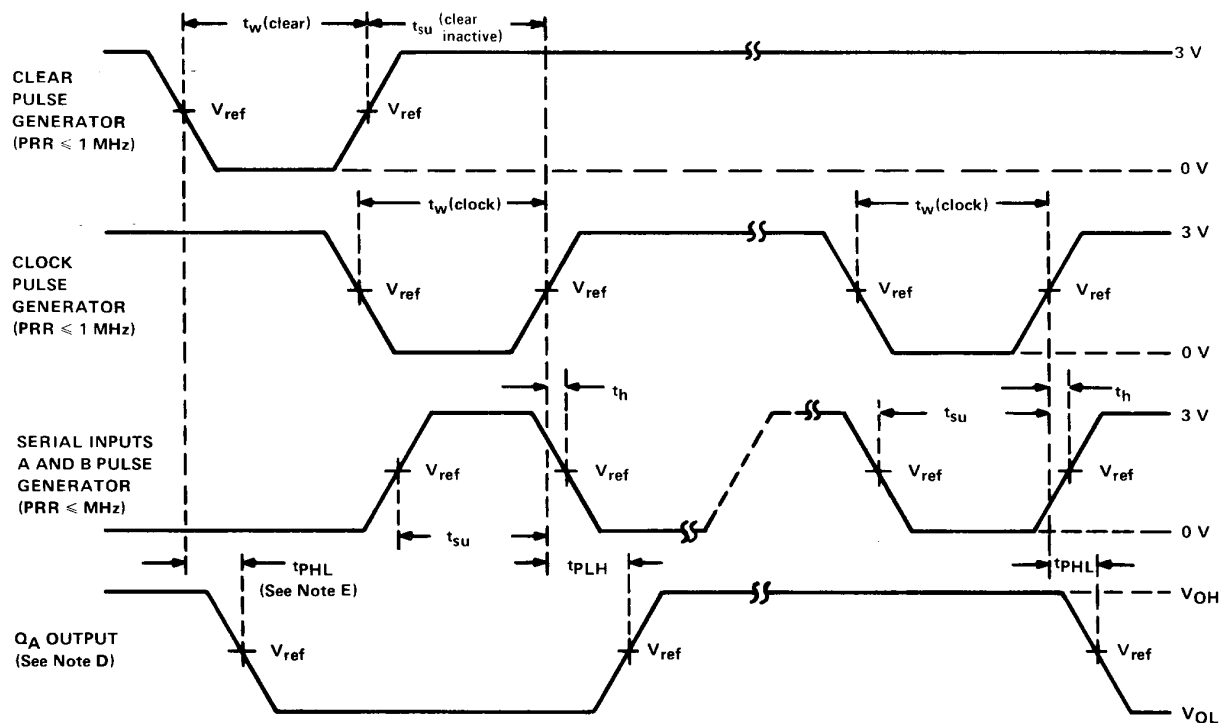 tw(clear)
tsu (clear inactive)
CLEAR
PULSE
GENERATOR
(PRR ≤ 1 MHz)
Vref
Vref
3 V
0 V
tw(clock)
tw(clock)
CLOCK
PULSE
GENERATOR
(PRR ≤ 1 MHz)
Vref
Vref
Vref
Vref
3 V
0 V
th
th
tsu
SERIAL INPUTS
A AND B PULSE
GENERATOR
(PRR ≤ MHz)
Vref
Vref
Vref
Vref
3 V
0 V
tsu
tPHL
(See Note E)
tPLH
tPHL
QA OUTPUT
(See Note D)
Vref
Vref
Vref
VOH
VOL